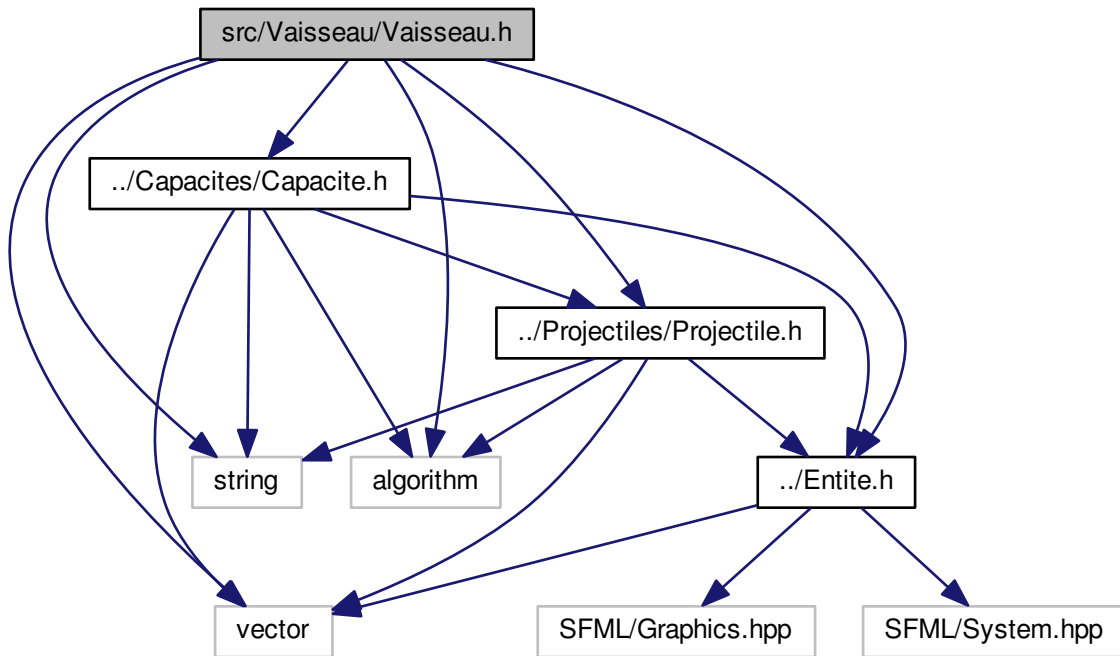 src/Vaisseau/Vaisseau.h
../Capacites/Capacite.h
../Projectiles/Projectile.h
string
algorithm
../Entite.h
vector
SFML/Graphics.hpp
SFML/System.hpp